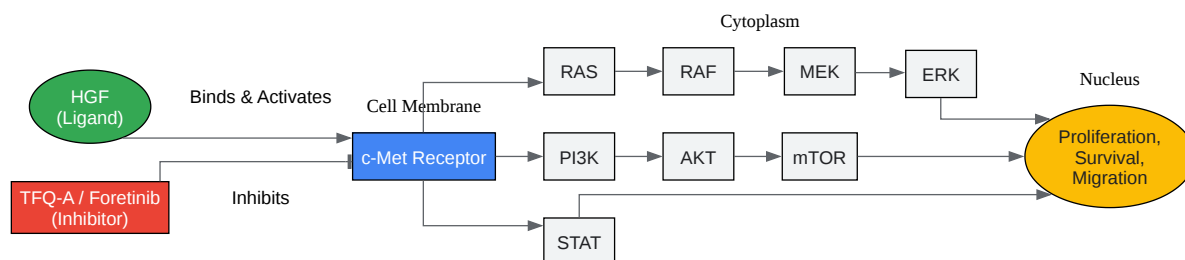 Cytoplasm
RAS
RAF
MEK
ERK
Nucleus
HGF
(Ligand)
Binds & Activates
Cell Membrane
c-Met Receptor
PI3K
AKT
mTOR
Proliferation,
Survival,
Migration
TFQ-A / Foretinib
(Inhibitor)
Inhibits
STAT